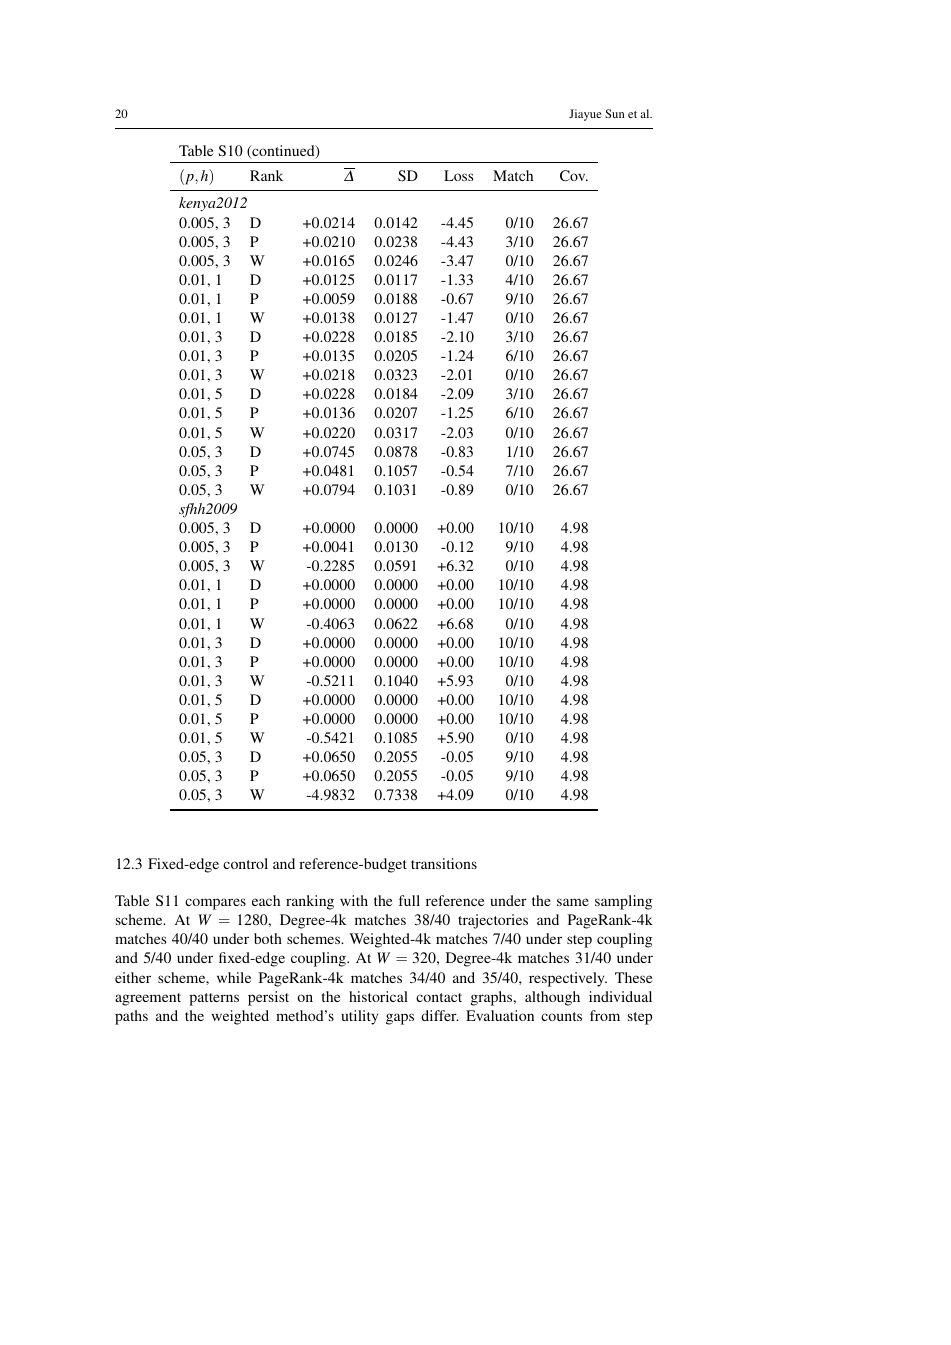 20 Jiayue Sun et al.
Table S10 (continued)
(p,h) Rank Δ̅ SD Loss Match Cov.
kenya2012
0.005, 3 D +0.0214 0.0142 -4.45 0/10 26.67
0.005, 3 P +0.0210 0.0238 -4.43 3/10 26.67
0.005, 3 W +0.0165 0.0246 -3.47 0/10 26.67
0.01, 1 D +0.0125 0.0117 -1.33 4/10 26.67
0.01, 1 P +0.0059 0.0188 -0.67 9/10 26.67
0.01, 1 W +0.0138 0.0127 -1.47 0/10 26.67
0.01, 3 D +0.0228 0.0185 -2.10 3/10 26.67
0.01, 3 P +0.0135 0.0205 -1.24 6/10 26.67
0.01, 3 W +0.0218 0.0323 -2.01 0/10 26.67
0.01, 5 D +0.0228 0.0184 -2.09 3/10 26.67
0.01, 5 P +0.0136 0.0207 -1.25 6/10 26.67
0.01, 5 W +0.0220 0.0317 -2.03 0/10 26.67
0.05, 3 D +0.0745 0.0878 -0.83 1/10 26.67
0.05, 3 P +0.0481 0.1057 -0.54 7/10 26.67
0.05, 3 W +0.0794 0.1031 -0.89 0/10 26.67
sfhh2009
0.005, 3 D +0.0000 0.0000 +0.00 10/10 4.98
0.005, 3 P +0.0041 0.0130 -0.12 9/10 4.98
0.005, 3 W -0.2285 0.0591 +6.32 0/10 4.98
0.01, 1 D +0.0000 0.0000 +0.00 10/10 4.98
0.01, 1 P +0.0000 0.0000 +0.00 10/10 4.98
0.01, 1 W -0.4063 0.0622 +6.68 0/10 4.98
0.01, 3 D +0.0000 0.0000 +0.00 10/10 4.98
0.01, 3 P +0.0000 0.0000 +0.00 10/10 4.98
0.01, 3 W -0.5211 0.1040 +5.93 0/10 4.98
0.01, 5 D +0.0000 0.0000 +0.00 10/10 4.98
0.01, 5 P +0.0000 0.0000 +0.00 10/10 4.98
0.01, 5 W -0.5421 0.1085 +5.90 0/10 4.98
0.05, 3 D +0.0650 0.2055 -0.05 9/10 4.98
0.05, 3 P +0.0650 0.2055 -0.05 9/10 4.98
0.05, 3 W -4.9832 0.7338 +4.09 0/10 4.98
12.3 Fixed-edge control and reference-budget transitions
Table S11 compares each ranking with the full reference under the same sampling
scheme. At W = 1280, Degree-4k matches 38/40 trajectories and PageRank-4k
matches 40/40 under both schemes. Weighted-4k matches 7/40 under step coupling
and 5/40 under fixed-edge coupling. At W = 320, Degree-4k matches 31/40 under
either scheme, while PageRank-4k matches 34/40 and 35/40, respectively. These
agreement patterns persist on the historical contact graphs, although individual
paths and the weighted method's utility gaps differ. Evaluation counts from step